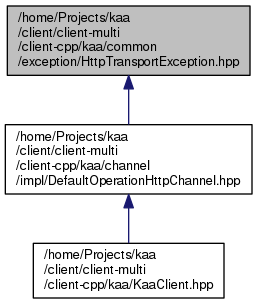 /home/Projects/kaa
/client/client-multi
/client-cpp/kaa/common
/exception/HttpTransportException.hpp
/home/Projects/kaa
/client/client-multi
/client-cpp/kaa/channel
/impl/DefaultOperationHttpChannel.hpp
/home/Projects/kaa
/client/client-multi
/client-cpp/kaa/KaaClient.hpp